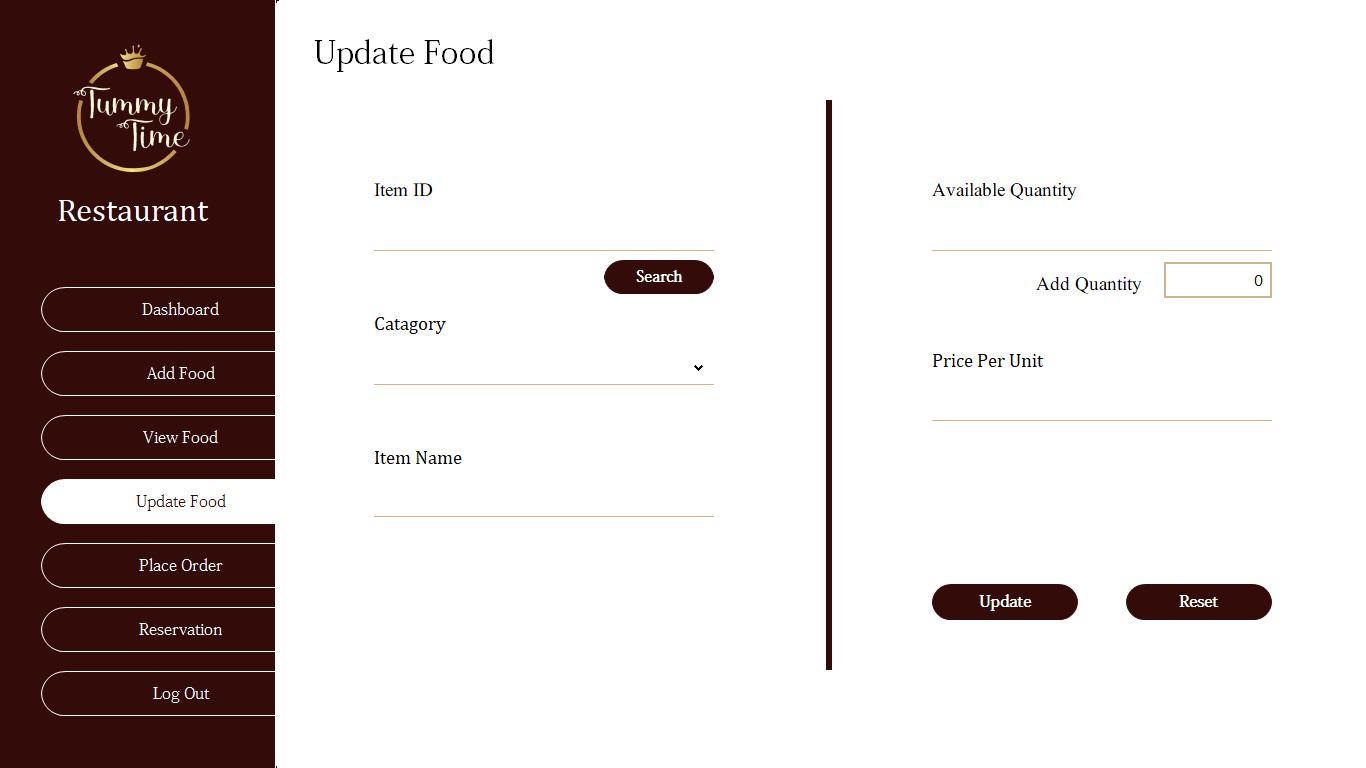 Tummy
Time
Restaurant
Dashboard
Add Food
View Food
Update Food
Place Order
Reservation
Log Out
Update Food
Item ID
Search
Catagory
Item Name
Available Quantity
Add Quantity 0
Price Per Unit
Update Reset